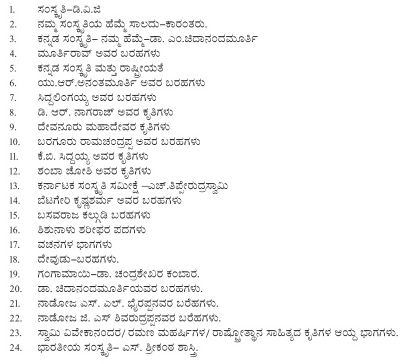 1. ಸಂಸ್ಕೃತಿ–ಡಿ.ವಿ.ಜಿ
2. ನಮ್ಮ ಸಂಸ್ಕೃತಿಯ ಹೆಮ್ಮೆ ಸಾಲದು–ಕಾರಂತರು.
3. ಕನ್ನಡ ಸಂಸ್ಕೃತಿ– ನಮ್ಮ ಹೆಮ್ಮೆ–ಡಾ. ಎಂ.ಚಿದಾನಂದಮೂರ್ತಿ
4. ಮೂರ್ತಿರಾವ್ ಅವರ ಬರಹಗಳು
5. ಕನ್ನಡ ಸಂಸ್ಕೃತಿ ಮತ್ತು ರಾಷ್ಟ್ರೀಯತೆ
6. ಯು.ಆರ್.ಅನಂತಮೂರ್ತಿ ಅವರ ಬರಹಗಳು
7. ಸಿದ್ದಲಿಂಗಯ್ಯ ಅವರ ಬರಹಗಳು
8. ಡಿ. ಆರ್. ನಾಗರಾಜ್ ಅವರ ಕೃತಿಗಳು
9. ದೇವನೂರು ಮಹಾದೇವರ ಕೃತಿಗಳು
10. ಬರಗೂರು ರಾಮಚಂದ್ರಪ್ಪ ಅವರ ಬರಹಗಳು
11. ಕೆ.ಬಿ. ಸಿದ್ದಯ್ಯ ಅವರ ಕೃತಿಗಳು
12. ಶಂಬಾ ಜೋಶಿ ಅವರ ಕೃತಿಗಳು
13. ಕರ್ನಾಟಕ ಸಂಸ್ಕೃತಿ ಸಮೀಕ್ಷೆ –ಎಚ್.ತಿಪ್ಪೇರುದ್ರಸ್ವಾಮಿ
14. ಬೆಟಗೇರಿ ಕೃಷ್ಣಶರ್ಮ ಅವರ ಬರಹಗಳು
15. ಬಸವರಾಜ ಕಲ್ಗುಡಿ ಬರಹಗಳು
16. ಶಿಶುನಾಳು ಶರೀಫರ ಪದಗಳು
17. ವಚನಗಳ ಭಾಗಗಳು
18. ದೇವುಡು–ಬರಹಗಳು.
19. ಗಂಗಾಮಾಯಿ–ಡಾ. ಚಂದ್ರಶೇಖರ ಕಂಬಾರ.
20. ಡಾ. ಚಿದಾನಂದಮೂರ್ತಿಯವರ ಬರಹಗಳು.
21. ನಾಡೋಜ ಎಸ್. ಎಲ್. ಭೈರಪ್ಪನವರ ಬರೆಹಗಳು.
22. ನಾಡೋಜ ಜಿ. ಎಸ್ ಶಿವರುದ್ರಪ್ಪನವರ ಬರೆಹಗಳು.
23. ಸ್ವಾಮಿ ವಿವೇಕಾನಂದರ/ ರಮಣ ಮಹರ್ಷಿಗಳ/ ರಾಷ್ಟ್ರೋತ್ಥಾನ ಸಾಹಿತ್ಯದ ಕೃತಿಗಳ ಆಯ್ದ ಭಾಗಗಳು.
24. ಭಾರತೀಯ ಸಂಸ್ಕೃತಿ– ಎಸ್. ಶ್ರೀಕಂಠ ಶಾಸ್ತ್ರಿ.